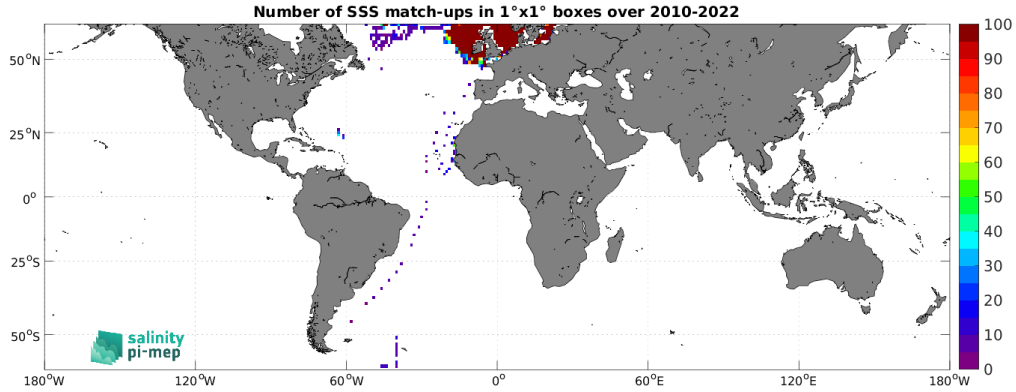 Number of SSS match-ups in 1°x1° boxes over 2010-2022
50°N
25°N
0°
25°S
50°S
180°W 120°W 60°W 0° 60°E 120°E 180°W
100
90
80
70
60
50
40
30
20
10
0
salinity
pi-mep